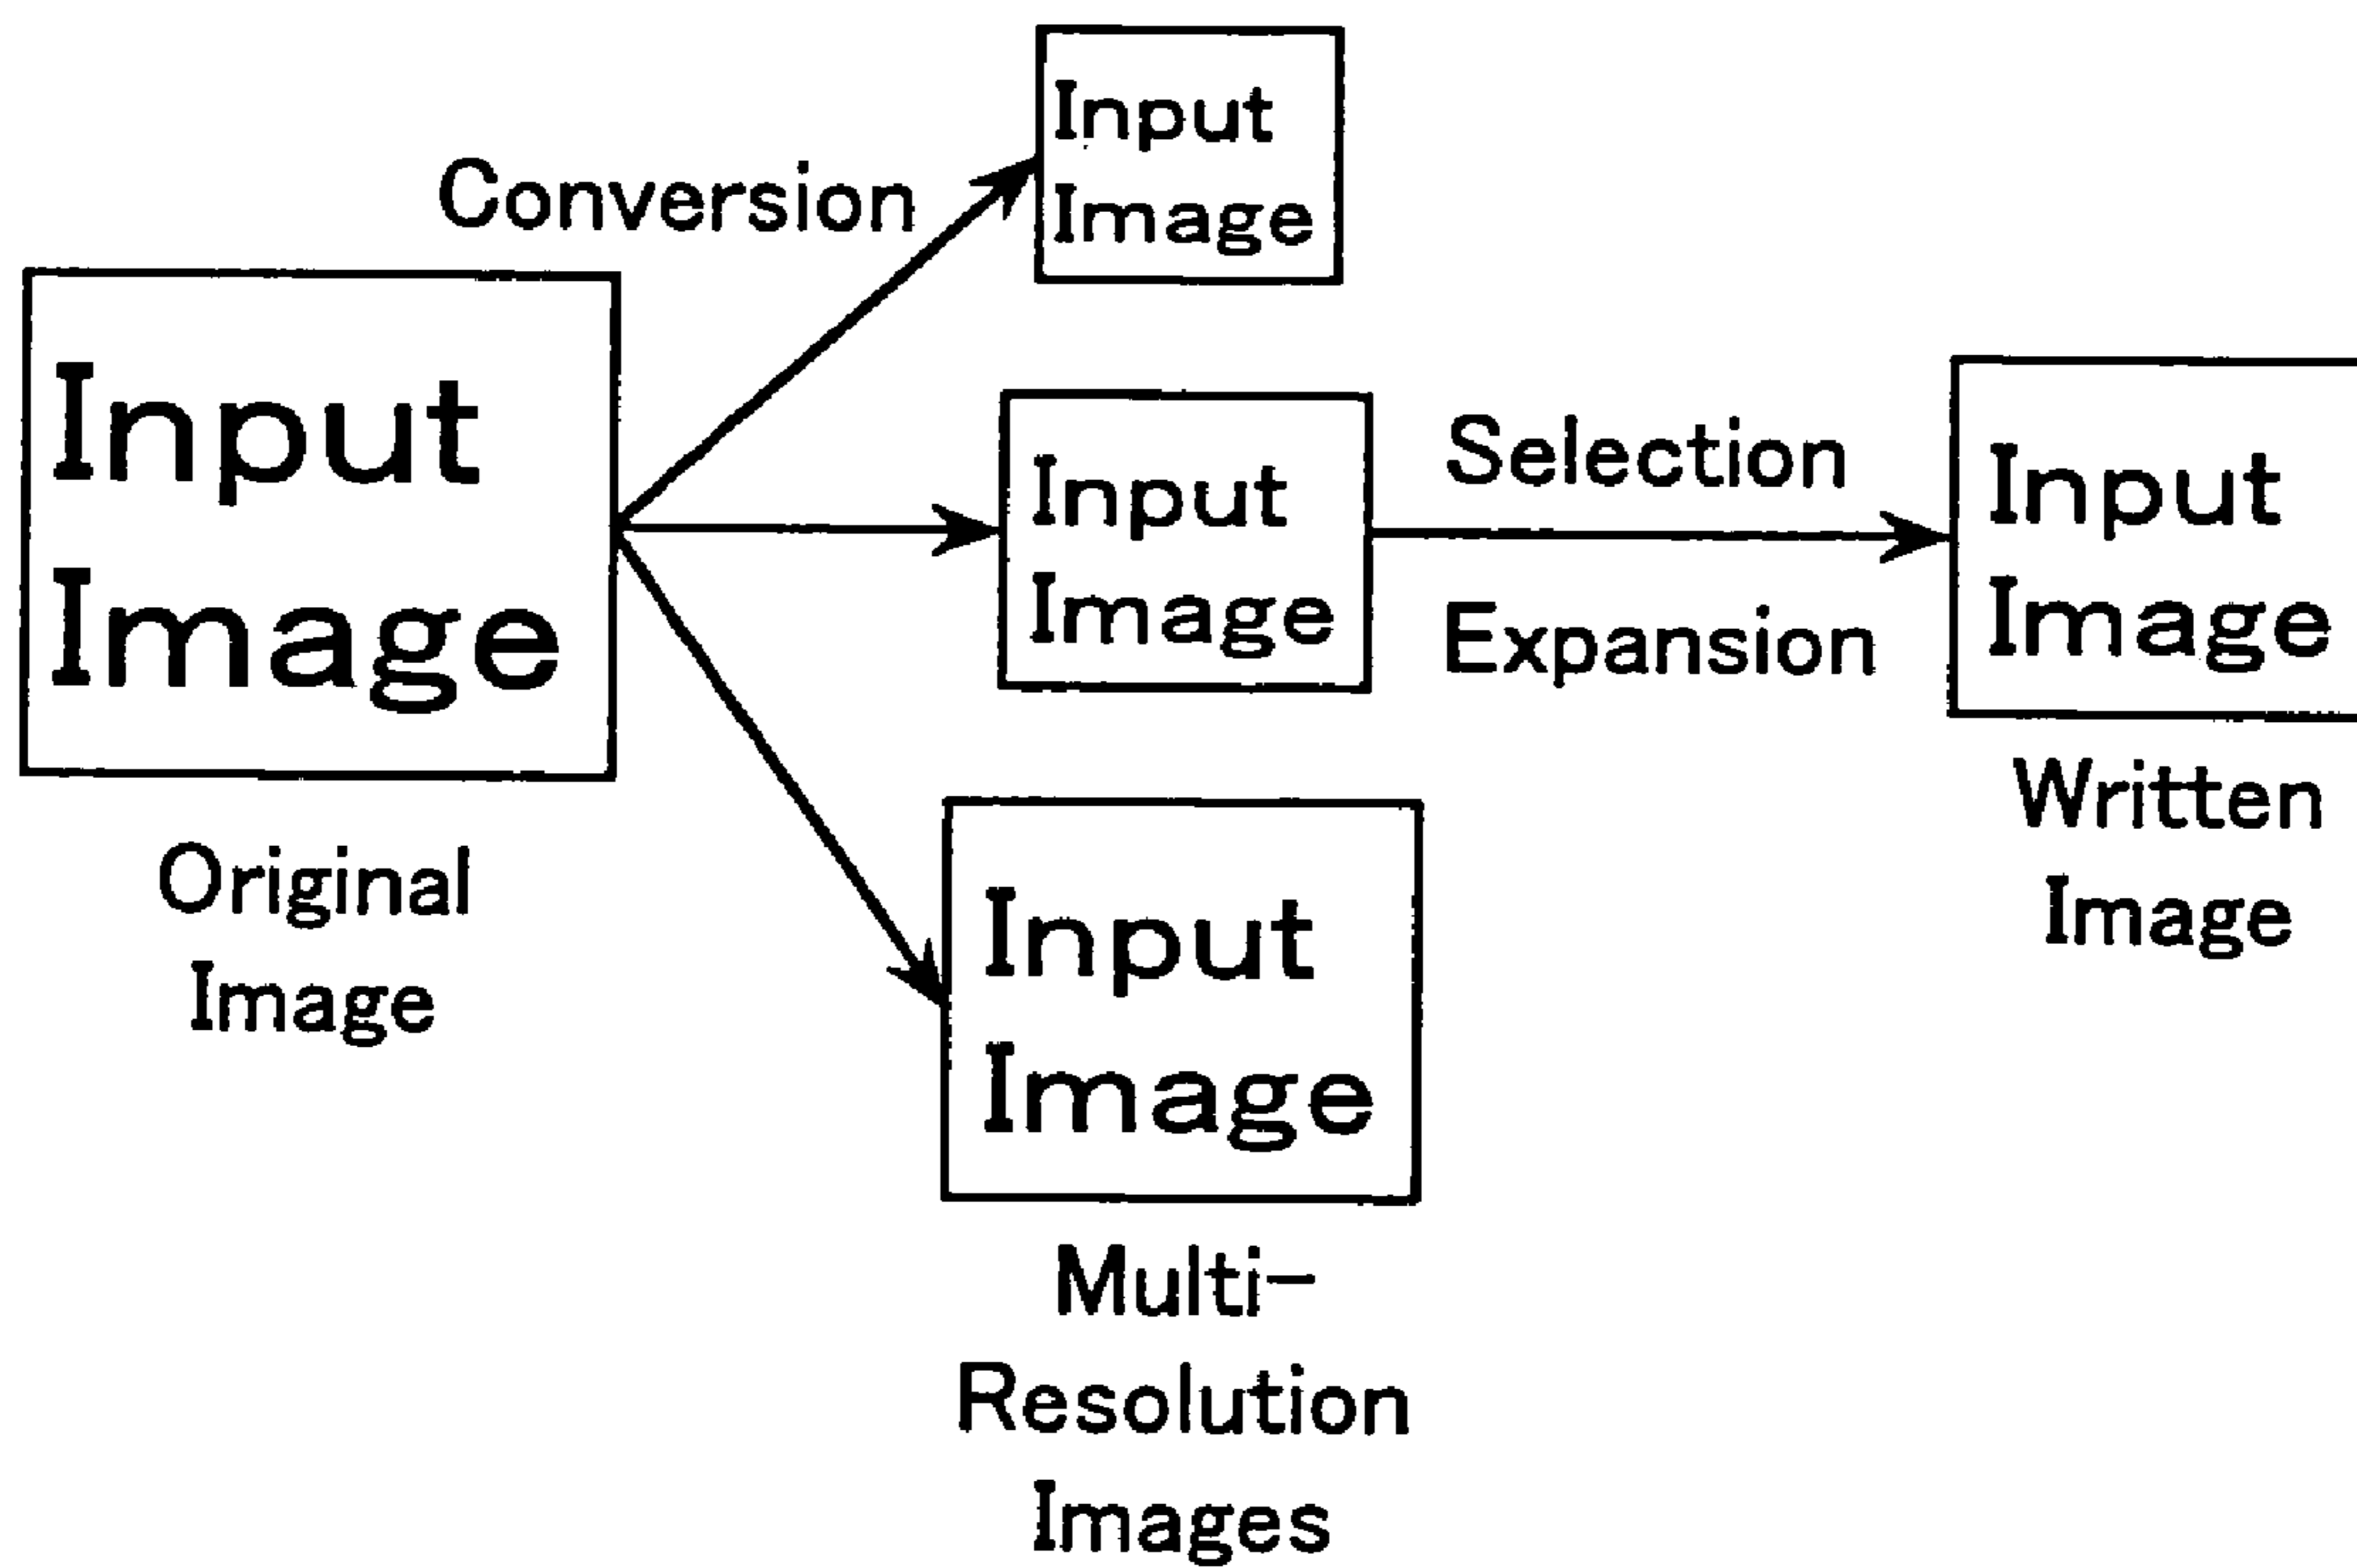 Conversion
Input
Image
Input
Image
Original
Image
Input
Image
Selection
Expansion
Input
Image
Written
Image
Input
Image
Multi-
Resolution
Images